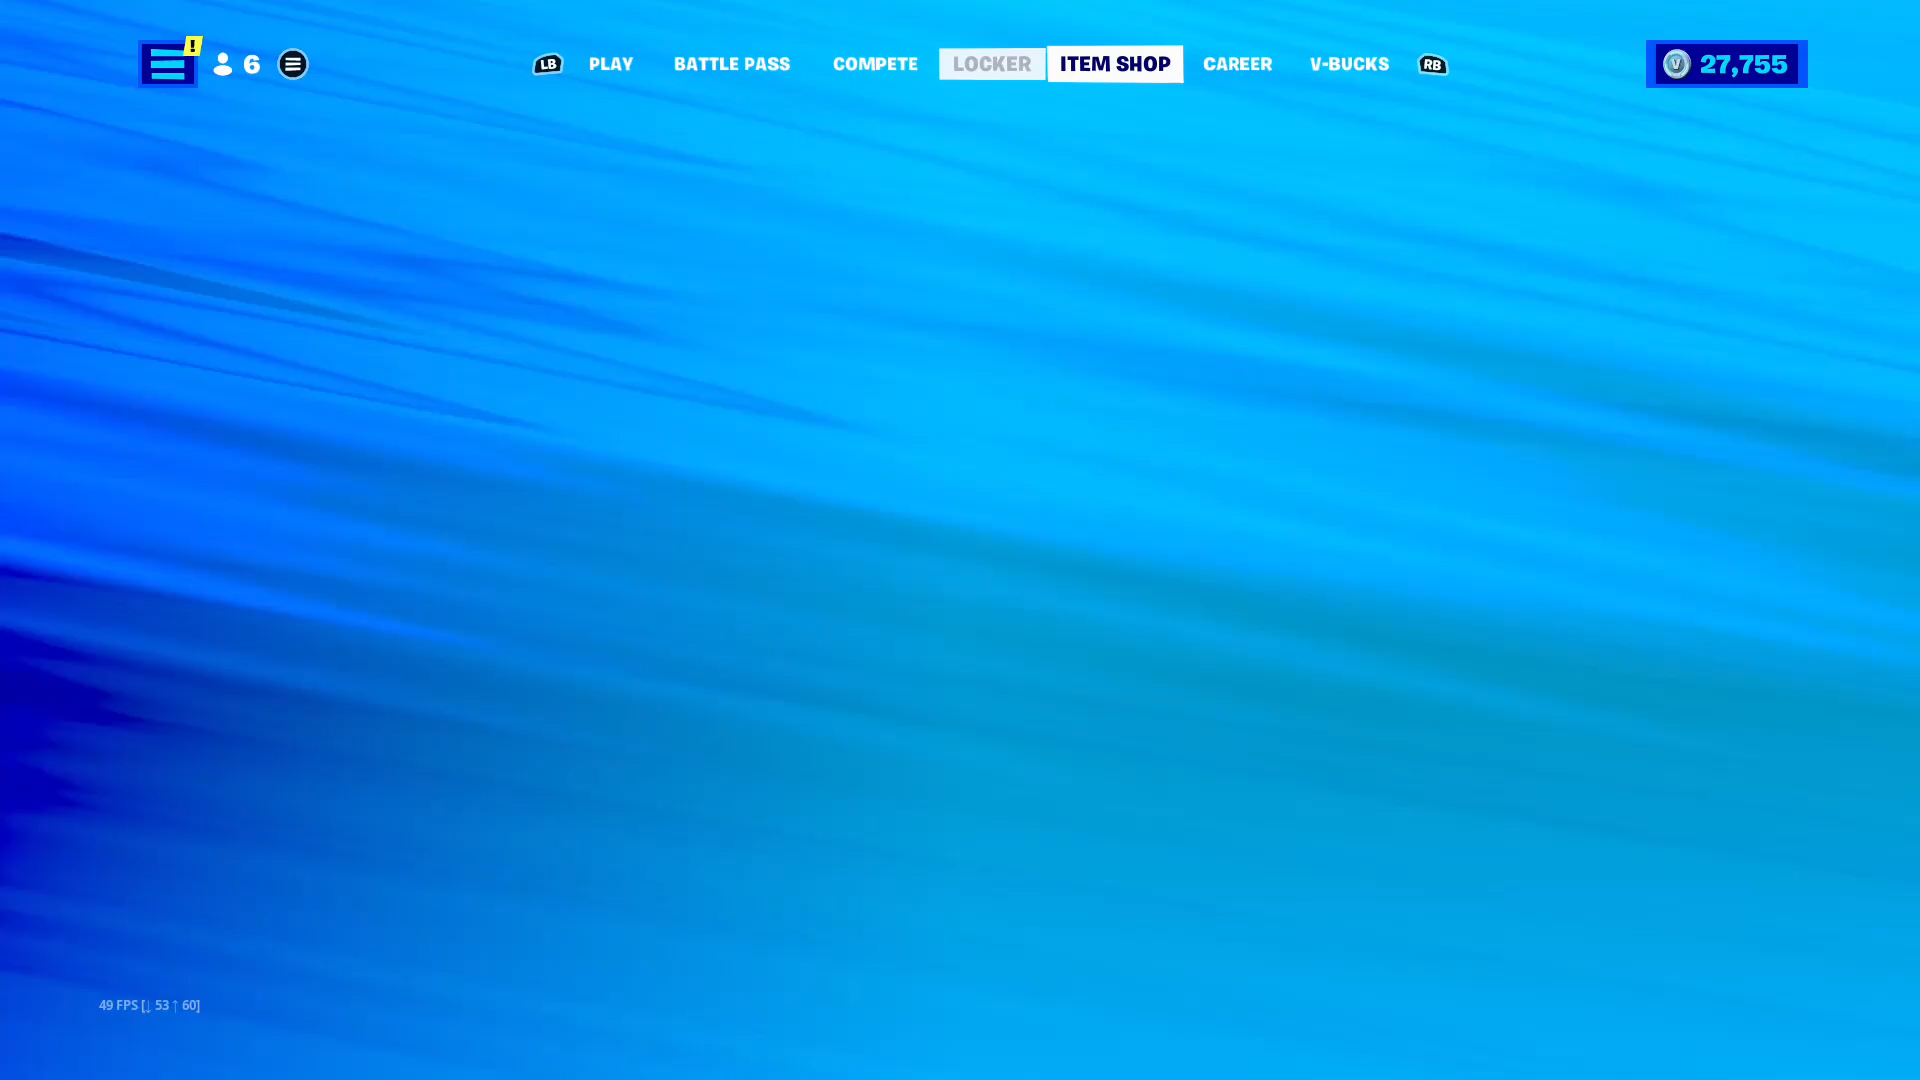 ! 6 LB PLAY BATTLE PASS COMPETE LOCKER ITEM SHOP CAREER V-BUCKS RB V 27,755
49 FPS [↓ 53 ↑ 60]